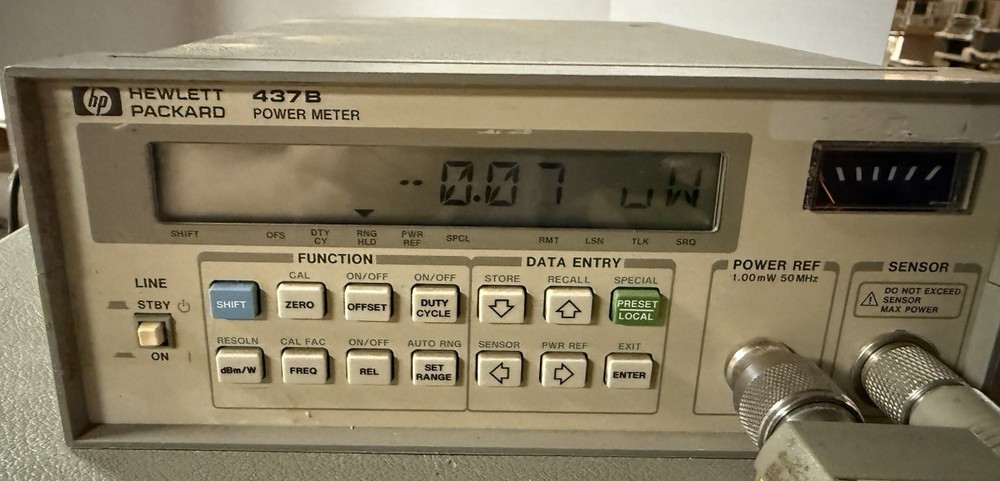 hp HEWLETT PACKARD
437B
POWER METER
-0.07 uW
SHIFT OFS DTY CY RNG HLD PWR REF SPCL RMT LSN TLK SRQ
LINE
STBY
ON
FUNCTION
CAL ON/OFF ON/OFF
SHIFT ZERO OFFSET DUTY CYCLE
RESOLN CAL FAC ON/OFF AUTO RNG
dBm/W FREQ REL SET RANGE
DATA ENTRY
STORE RECALL SPECIAL
PRESET LOCAL
SENSOR PWR REF EXIT
ENTER
POWER REF
1.00mW 50MHz
SENSOR
DO NOT EXCEED
SENSOR
MAX POWER